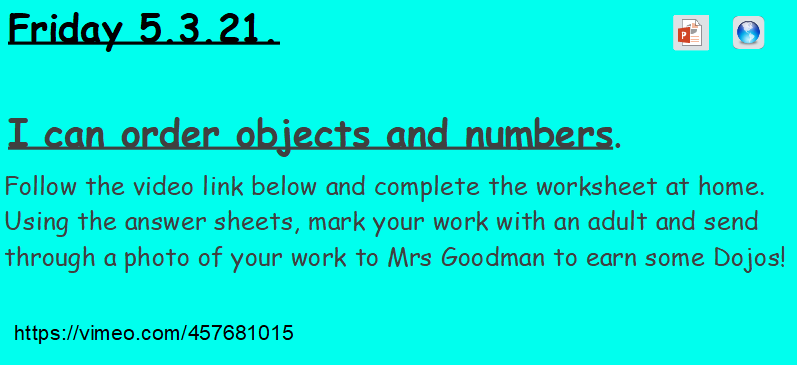 Friday 5.3.21.
I can order objects and numbers.
Follow the video link below and complete the worksheet at home.
Using the answer sheets, mark your work with an adult and send
through a photo of your work to Mrs Goodman to earn some Dojos!
https://vimeo.com/457681015